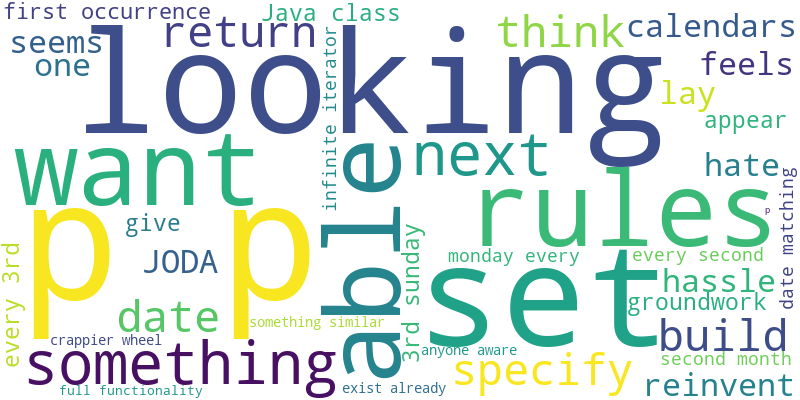 first occurrence
Java class
return
think
calendars
seems
one
looking
feels
lay
infinite iterator
appear
want
able
next
hate
date matching
rules
p
p
p
give
JODA
3rd sunday
monday every
every second
set
hassle
groundwork
every 3rd
date
something similar
build
crappier wheel
something
anyone aware
specify
second month
full functionality
exist already
reinvent